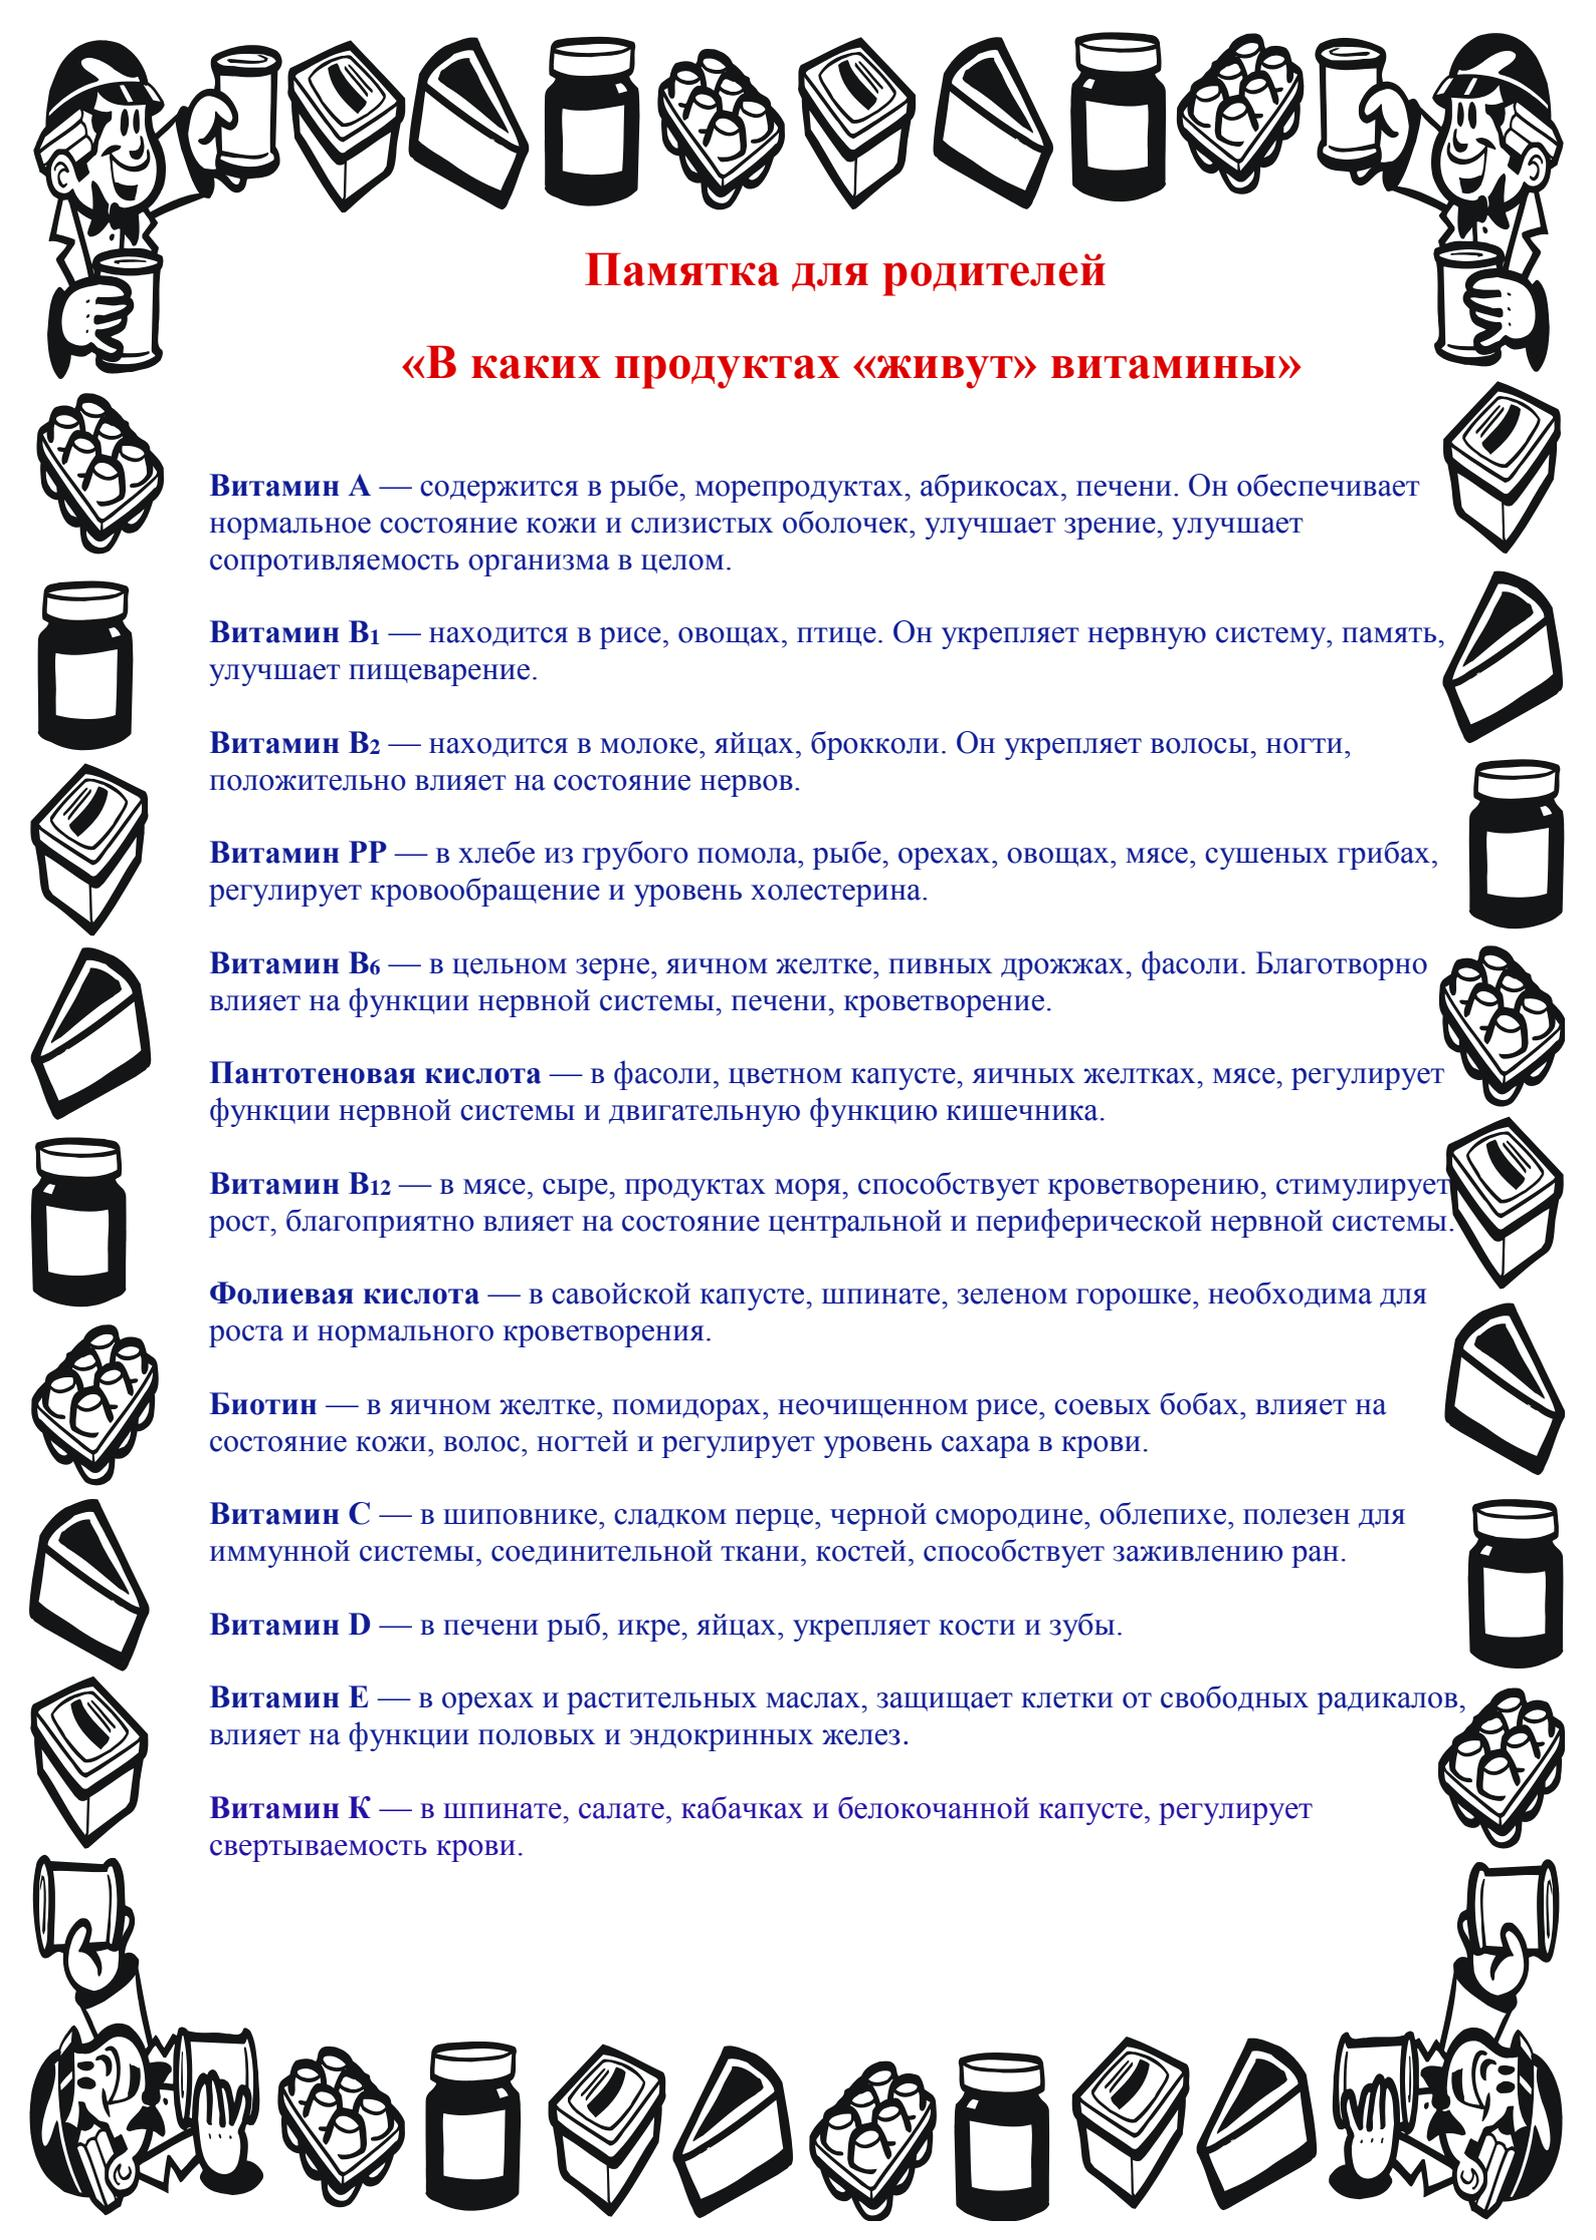 Памятка для родителей
«В каких продуктах «живут» витамины»
Витамин А — содержится в рыбе, морепродуктах, абрикосах, печени. Он обеспечивает
нормальное состояние кожи и слизистых оболочек, улучшает зрение, улучшает
сопротивляемость организма в целом.
Витамин В1 — находится в рисе, овощах, птице. Он укрепляет нервную систему, память,
улучшает пищеварение.
Витамин В2 — находится в молоке, яйцах, брокколи. Он укрепляет волосы, ногти,
положительно влияет на состояние нервов.
Витамин РР — в хлебе из грубого помола, рыбе, орехах, овощах, мясе, сушеных грибах,
регулирует кровообращение и уровень холестерина.
Витамин В6 — в цельном зерне, яичном желтке, пивных дрожжах, фасоли. Благотворно
влияет на функции нервной системы, печени, кроветворение.
Пантотеновая кислота — в фасоли, цветном капусте, яичных желтках, мясе, регулирует
функции нервной системы и двигательную функцию кишечника.
Витамин В12 — в мясе, сыре, продуктах моря, способствует кроветворению, стимулирует
рост, благоприятно влияет на состояние центральной и периферической нервной системы.
Фолиевая кислота — в савойской капусте, шпинате, зеленом горошке, необходима для
роста и нормального кроветворения.
Биотин — в яичном желтке, помидорах, неочищенном рисе, соевых бобах, влияет на
состояние кожи, волос, ногтей и регулирует уровень сахара в крови.
Витамин С — в шиповнике, сладком перце, черной смородине, облепихе, полезен для
иммунной системы, соединительной ткани, костей, способствует заживлению ран.
Витамин D — в печени рыб, икре, яйцах, укрепляет кости и зубы.
Витамин Е — в орехах и растительных маслах, защищает клетки от свободных радикалов,
влияет на функции половых и эндокринных желез.
Витамин К — в шпинате, салате, кабачках и белокочанной капусте, регулирует
свертываемость крови.